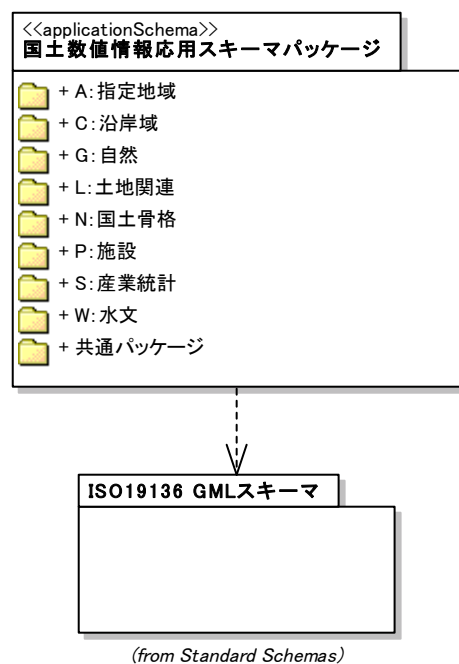 <<applicationSchema>>
国土数値情報応用スキーマパッケージ
+ A:指定地域
+ C:沿岸域
+ G:自然
+ L:土地関連
+ N:国土骨格
+ P:施設
+ S:産業統計
+ W:水文
+ 共通パッケージ
ISO19136 GMLスキーマ
(from Standard Schemas)